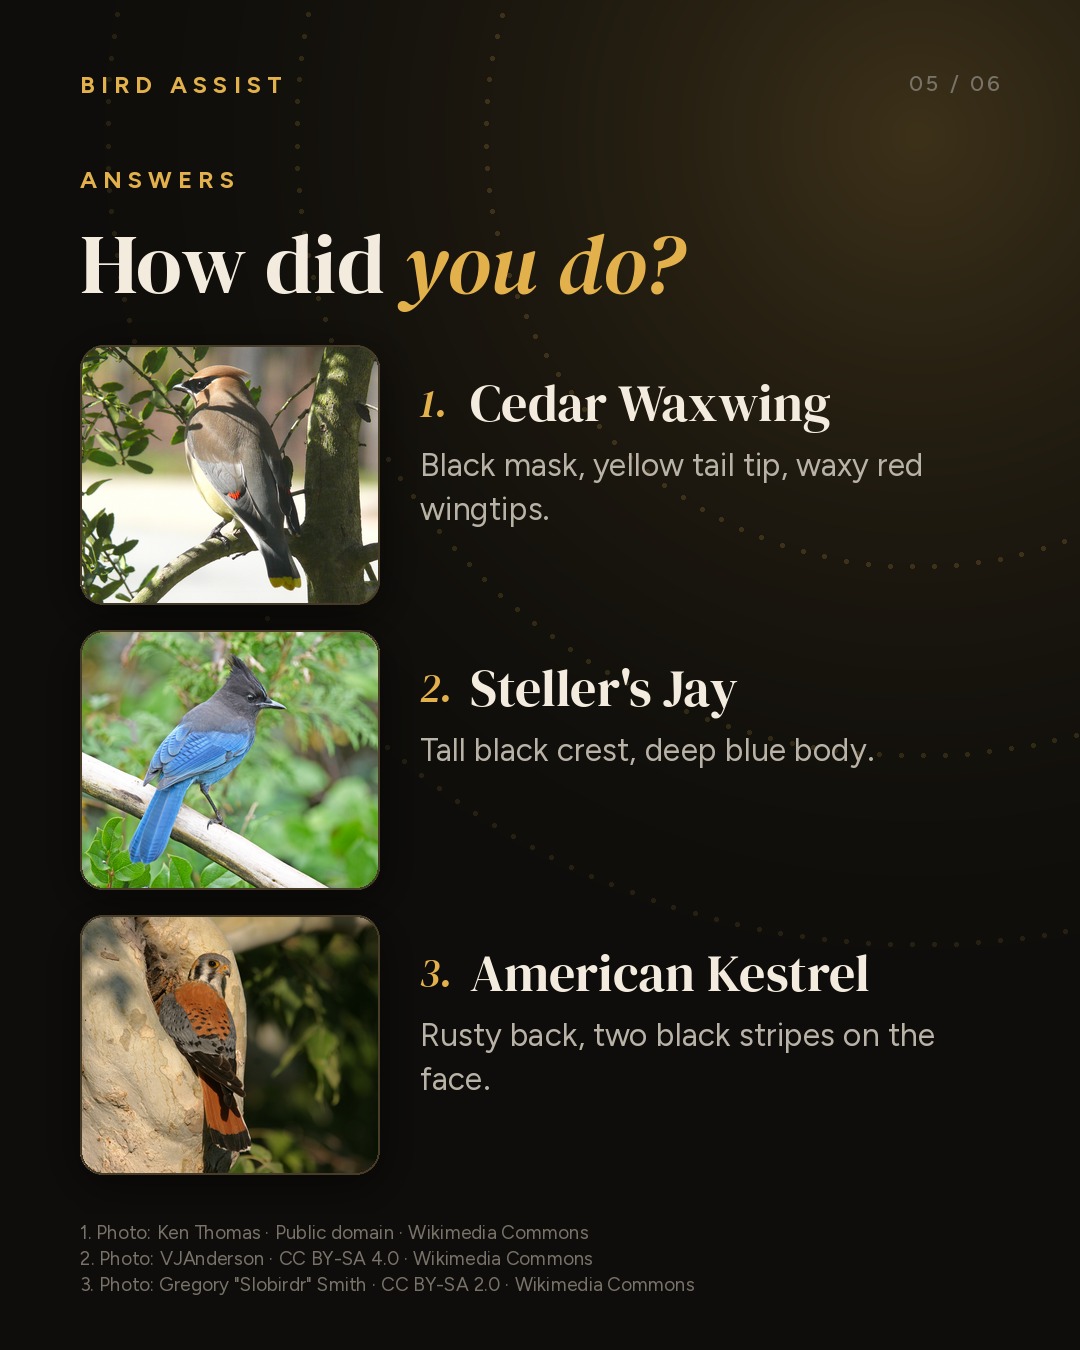 BIRD ASSIST
05 / 06
ANSWERS
How did you do?
1. Cedar Waxwing
Black mask, yellow tail tip, waxy red
wingtips.
2. Steller's Jay
Tall black crest, deep blue body.
3. American Kestrel
Rusty back, two black stripes on the
face.
1. Photo: Ken Thomas · Public domain · Wikimedia Commons
2. Photo: VJAnderson · CC BY-SA 4.0 · Wikimedia Commons
3. Photo: Gregory "Slobirdr" Smith · CC BY-SA 2.0 · Wikimedia Commons